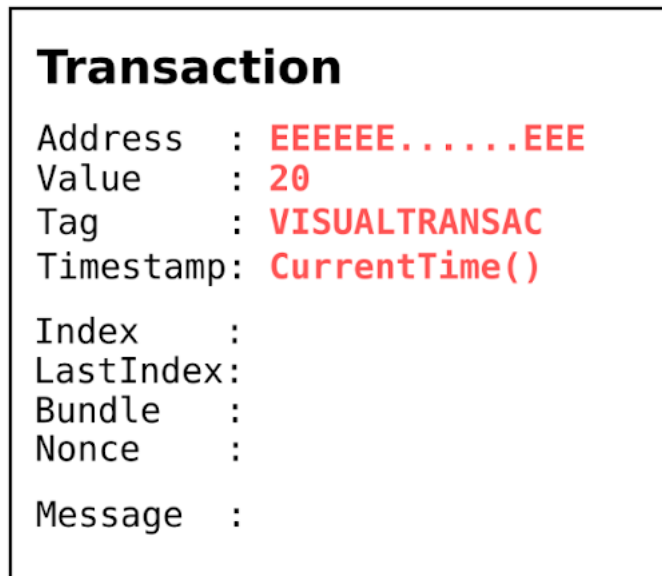 Transaction
Address : EEEEEE......EEE
Value : 20
Tag : VISUALTRANSAC
Timestamp: CurrentTime()
Index :
LastIndex:
Bundle :
Nonce :
Message :